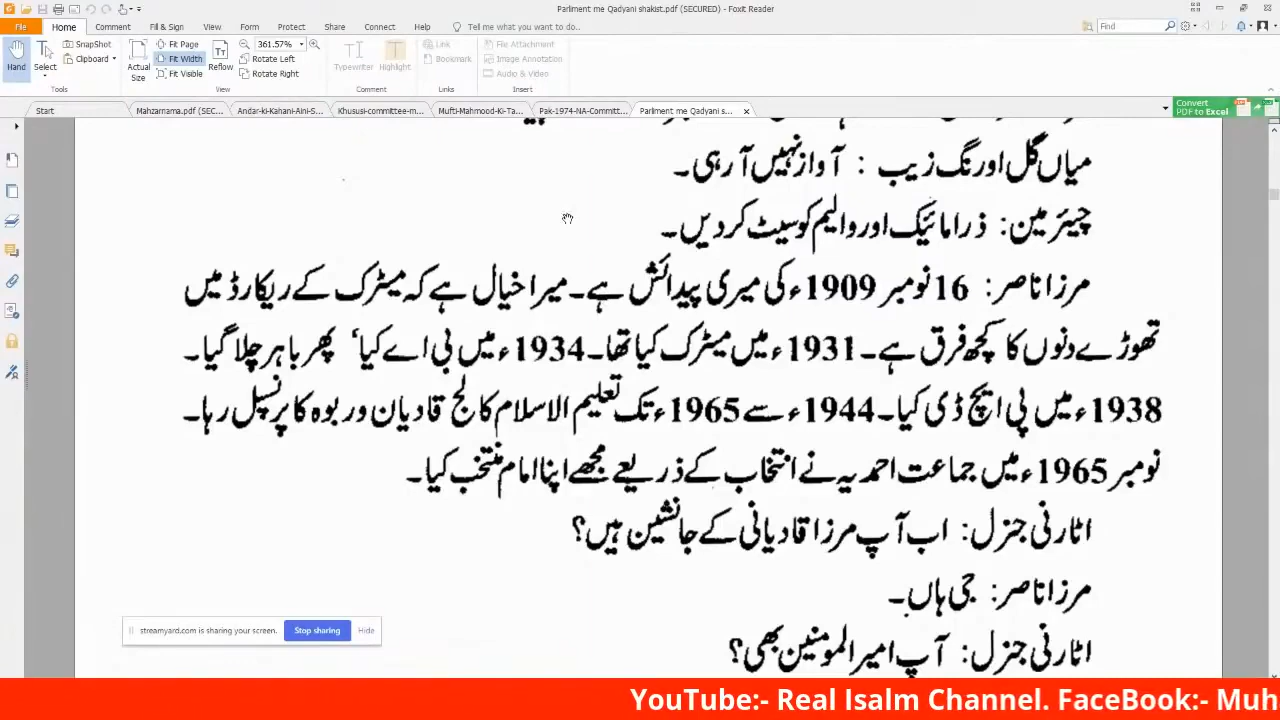 Parliment me Qadyani shakist.pdf (SECURED) - Foxit Reader
File Home Comment Fill & Sign View Form Protect Share Connect Help Tell me what you want to do.. Find
Hand Select SnapShot Clipboard Actual Size Fit Page Fit Width Fit Visible Reflow 361.57% Rotate Left Rotate Right Typewriter Highlight Link Bookmark File Attachment Image Annotation Audio & Video
Tools View Comment Links Insert
Start Mahzarnama.pdf (SEC... Andar-ki-Kahani-Aini-S... Khususi-committee-m... Mufti-Mahmood-Ki-Ta... Pak-1974-NA-Committ... Parliment me Qadyani s... Convert PDF to Excel
میاں گل اورنگ زیب : آواز نہیں آ رہی۔
چیئرمین: ذرا مائیک اور والیم کو سیٹ کر دیں۔
مرزا ناصر: 16 نومبر 1909ء کی میری پیدائش ہے۔ میرا خیال ہے کہ میٹرک کے ریکارڈ میں
تھوڑے دنوں کا کچھ فرق ہے۔ 1931ء میں میٹرک کیا تھا۔ 1934ء میں بی اے کیا‘ پھر باہر چلا گیا۔
1938ء میں پی ایچ ڈی کیا۔ 1944ء سے 1965ء تک تعلیم الاسلام کالج قادیان و ربوہ کا پرنسپل رہا۔
نومبر 1965ء میں جماعت احمدیہ نے انتخاب کے ذریعے مجھے اپنا امام منتخب کیا۔
اٹارنی جنرل: اب آپ مرزا قادیانی کے جانشین ہیں؟
مرزا ناصر: جی ہاں۔
streamyard.com is sharing your screen. Stop sharing Hide
اٹارنی جنرل: آپ امیر المومنین بھی؟
YouTube:- Real Isalm Channel. FaceBook:- Muh